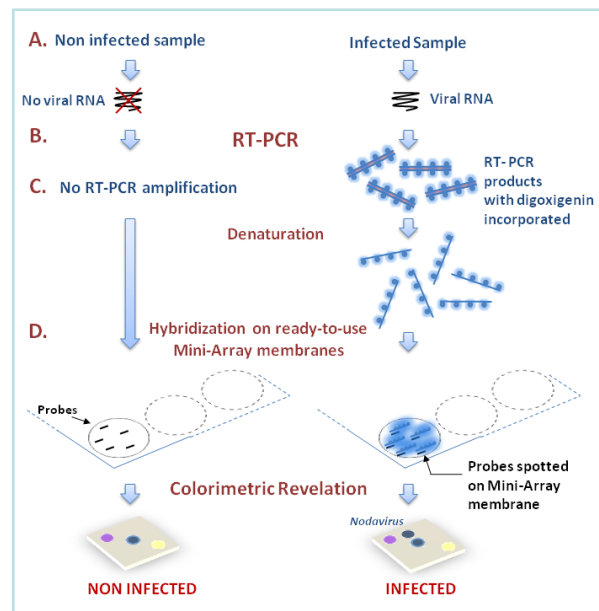 A. Non infected sample
Infected Sample
No viral RNA
Viral RNA
B.
RT-PCR
RT- PCR
products
with digoxigenin
incorporated
C. No RT-PCR amplification
Denaturation
D.
Hybridization on ready-to-use
Mini-Array membranes
Probes
Probes spotted
on Mini-Array
membrane
Colorimetric Revelation
Nodavirus
NON INFECTED
INFECTED